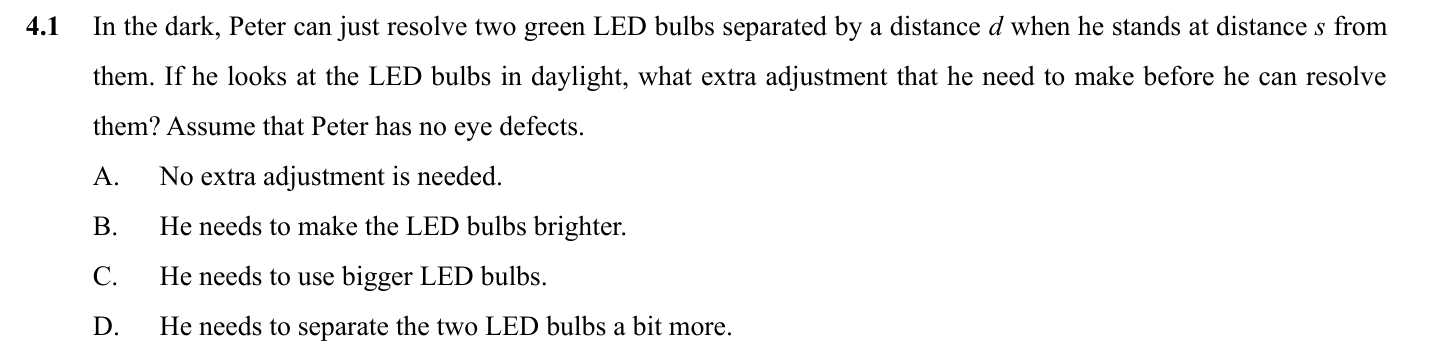 4.1 In the dark, Peter can just resolve two green LED bulbs separated by a distance d when he stands at distance s from
them. If he looks at the LED bulbs in daylight, what extra adjustment that he need to make before he can resolve
them? Assume that Peter has no eye defects.
A. No extra adjustment is needed.
B. He needs to make the LED bulbs brighter.
C. He needs to use bigger LED bulbs.
D. He needs to separate the two LED bulbs a bit more.